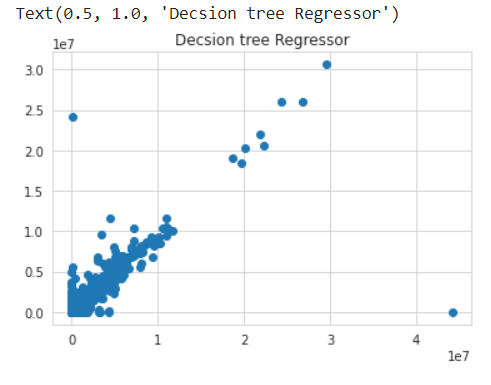 Text(0.5, 1.0, 'Decsion tree Regressor')
1e7
Decsion tree Regressor
3.0
2.5
2.0
1.5
1.0
0.5
0.0
0 1 2 3 4
1e7